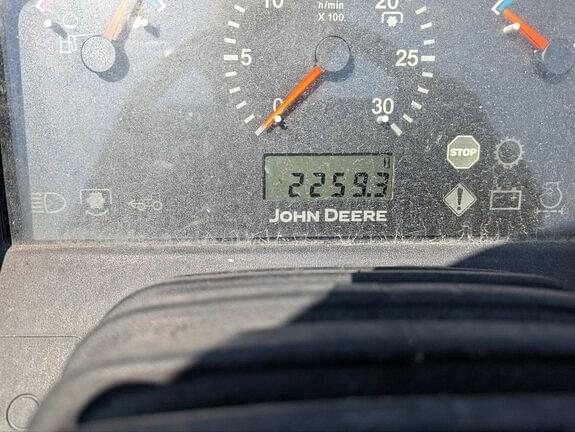 10
n/min
X 100
20
5
25
0
30
STOP
h
2259.3
JOHN DEERE